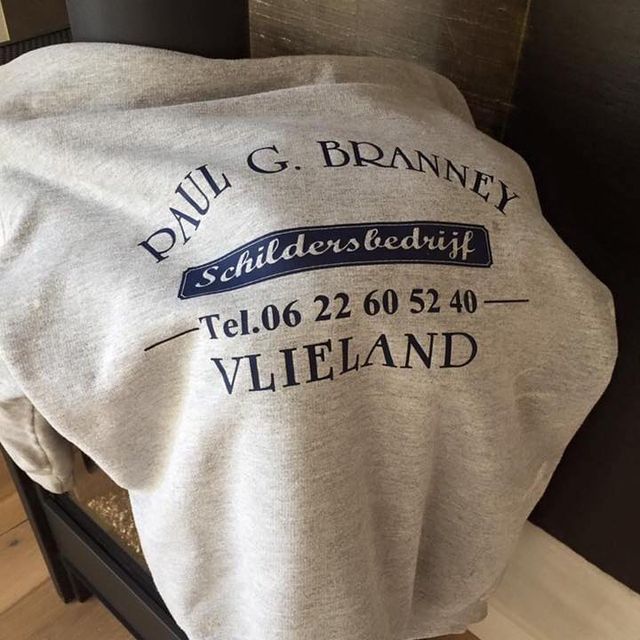 PAUL G. BRANNEY
Schildersbedrijf
Tel.06 22 60 52 40
VLIELAND